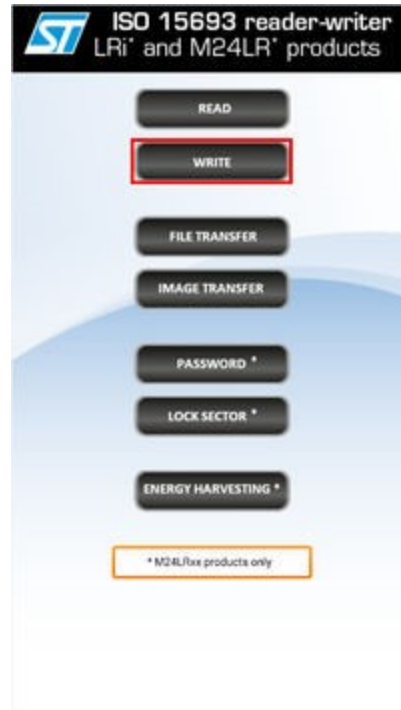 ISO 15693 reader-writer
LRi* and M24LR* products
READ
WRITE
FILE TRANSFER
IMAGE TRANSFER
PASSWORD *
LOCK SECTOR *
ENERGY HARVESTING *
* M24LRxx products only